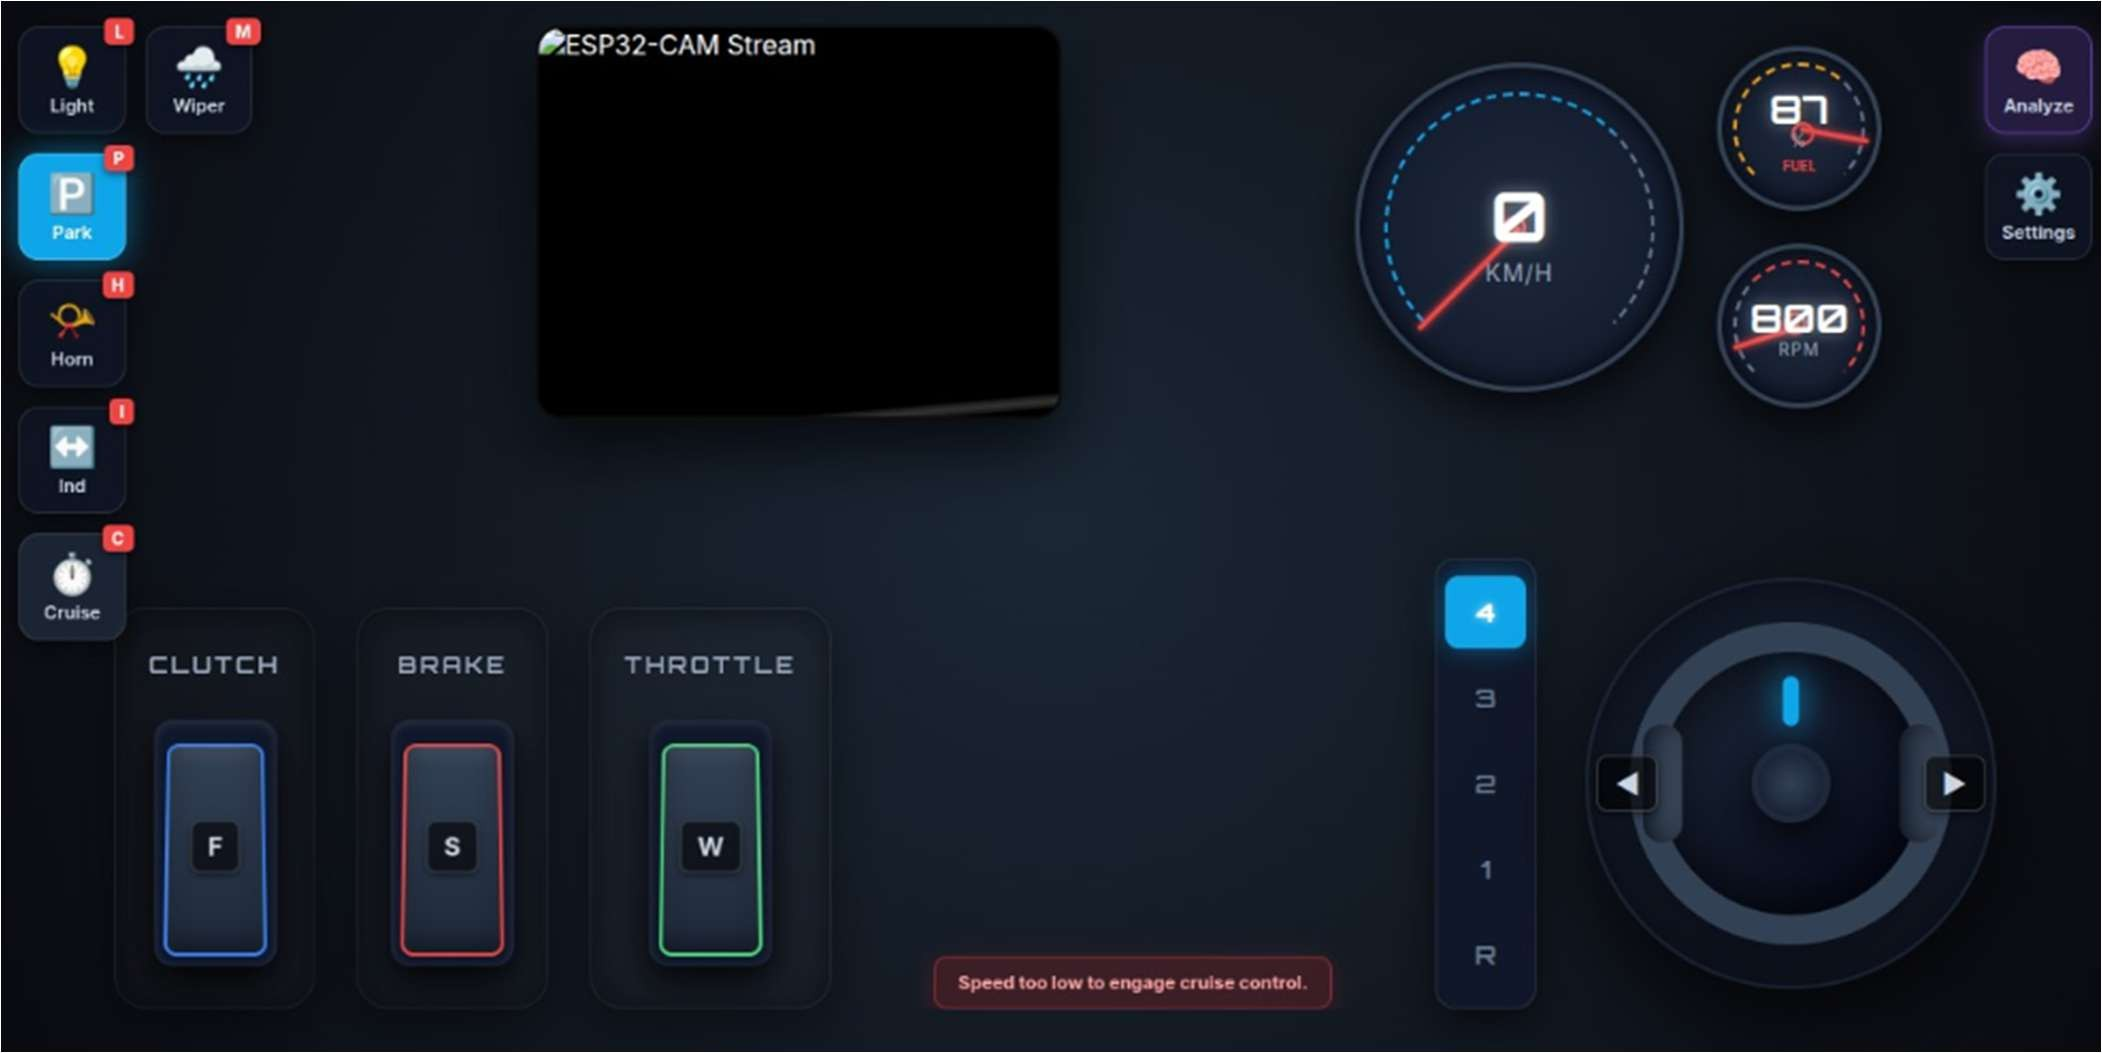 L
Light
M
Wiper
P
P
Park
H
Horn
I
Ind
C
Cruise
ESP32-CAM Stream
0
KM/H
87
%
FUEL
800
RPM
Analyze
Settings
CLUTCH
F
BRAKE
S
THROTTLE
W
Speed too low to engage cruise control.
4
3
2
1
R
◀
▶